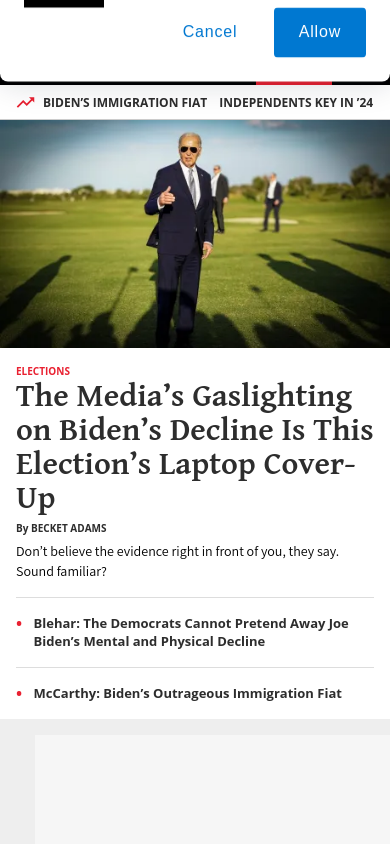 Cancel
Allow
BIDEN’S IMMIGRATION FIAT
INDEPENDENTS KEY IN ’24
ELECTIONS
The Media’s Gaslighting
on Biden’s Decline Is This
Election’s Laptop Cover-
Up
By BECKET ADAMS
Don’t believe the evidence right in front of you, they say.
Sound familiar?
• Blehar: The Democrats Cannot Pretend Away Joe
Biden’s Mental and Physical Decline
• McCarthy: Biden’s Outrageous Immigration Fiat